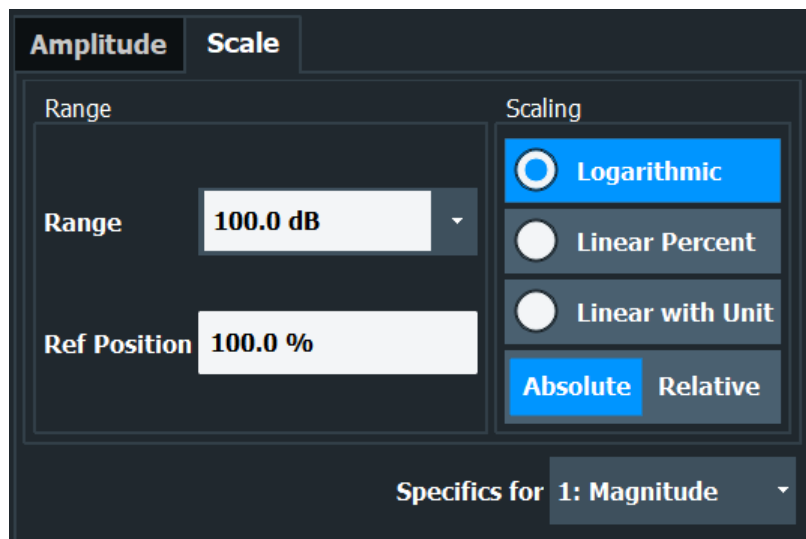 Amplitude Scale
Range
Range 100.0 dB
Ref Position 100.0 %
Scaling
Logarithmic
Linear Percent
Linear with Unit
Absolute Relative
Specifics for 1: Magnitude